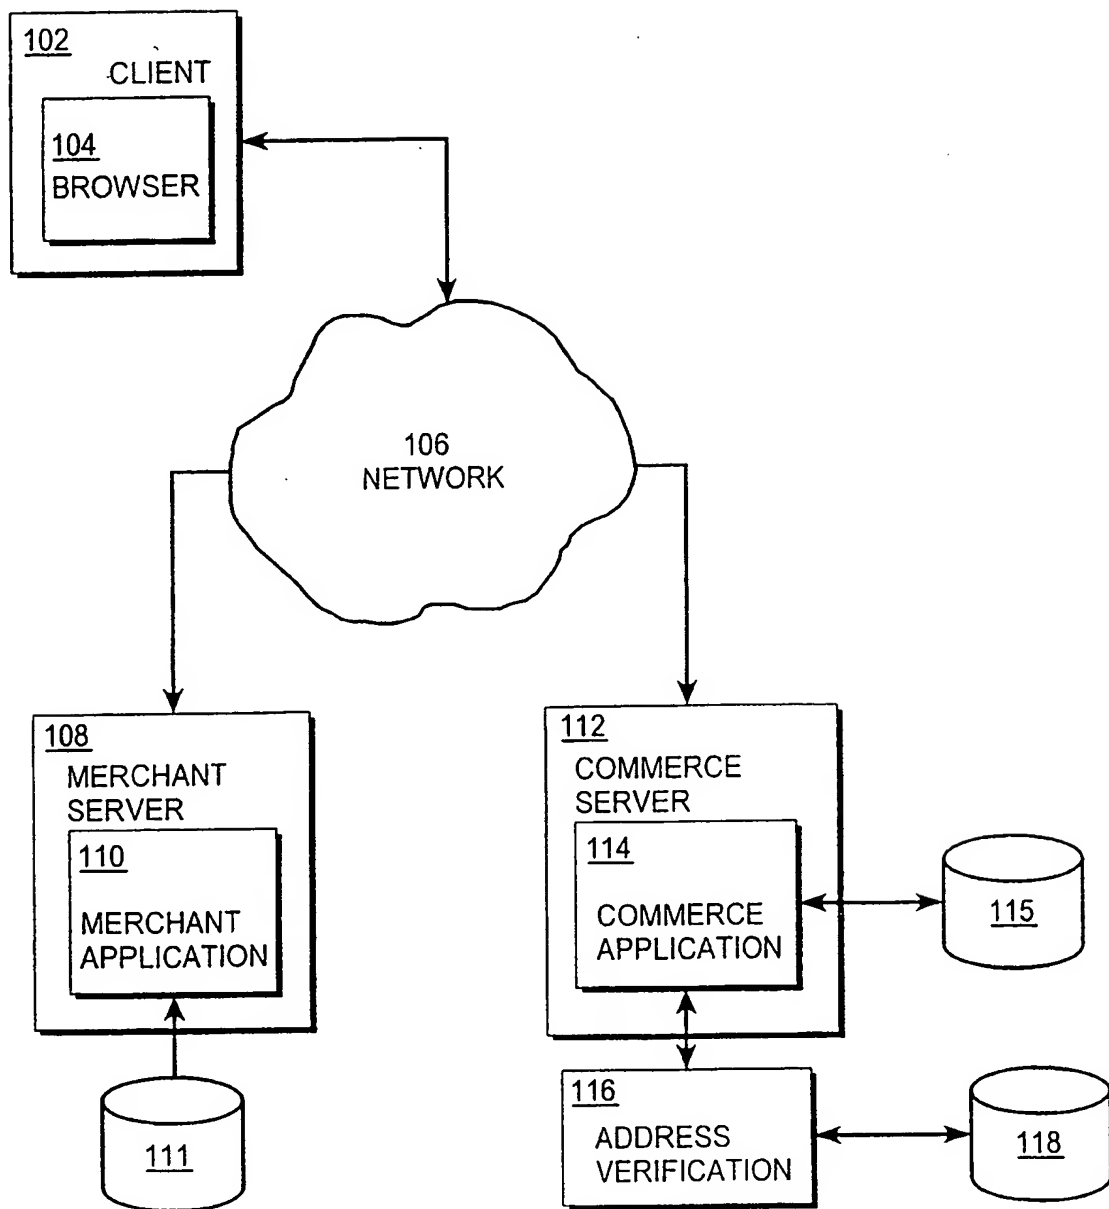 102
CLIENT
104
BROWSER
106
NETWORK
108
MERCHANT
SERVER
110
MERCHANT
APPLICATION
111
112
COMMERCE
SERVER
114
COMMERCE
APPLICATION
115
116
ADDRESS
VERIFICATION
118